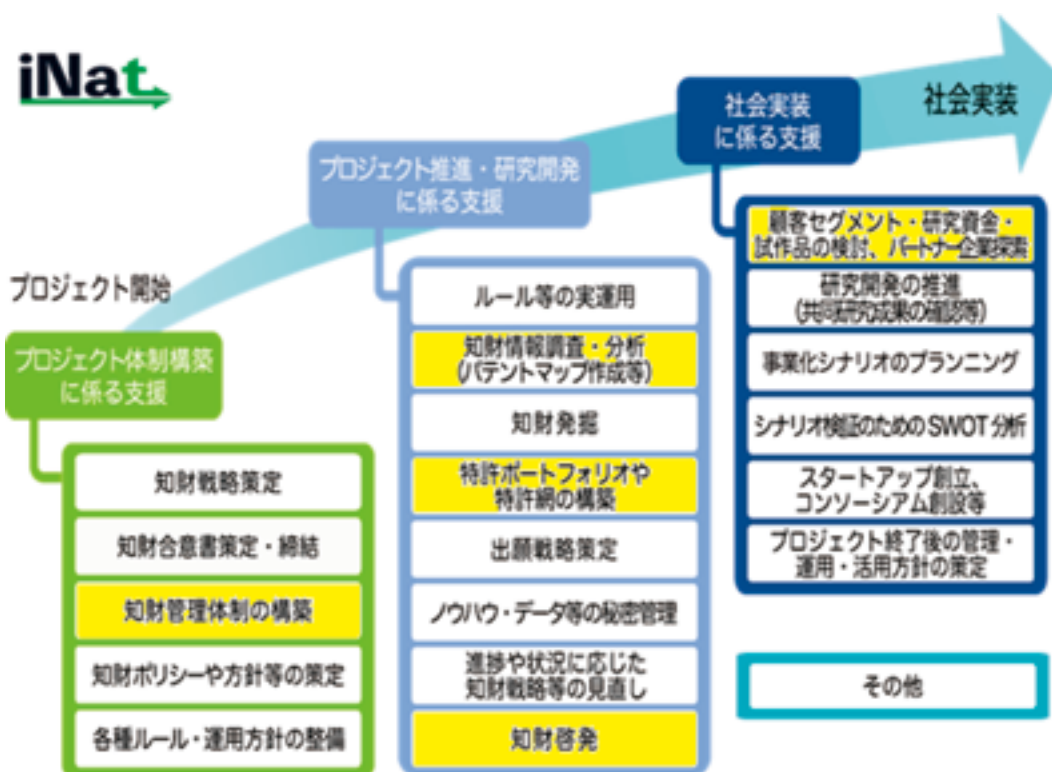 iNat
社会実装
社会実装
に係る支援
プロジェクト推進・研究開発
に係る支援
プロジェクト開始
プロジェクト体制構築
に係る支援
知財戦略策定
知財合意書策定・締結
知財管理体制の構築
知財ポリシーや方針等の策定
各種ルール・運用方針の整備
ルール等の実運用
知財情報調査・分析
(パテントマップ作成等)
知財発掘
特許ポートフォリオや
特許網の構築
出願戦略策定
ノウハウ・データ等の秘密管理
進捗や状況に応じた
知財戦略等の見直し
知財啓発
顧客セグメント・研究資金・
試作品の検討、パートナー企業探索
研究開発の推進
(共同研究成果の確認等)
事業化シナリオのプランニング
シナリオ検証のためのSWOT分析
スタートアップ創立、
コンソーシアム創設等
プロジェクト終了後の管理・
運用・活用方針の策定
その他